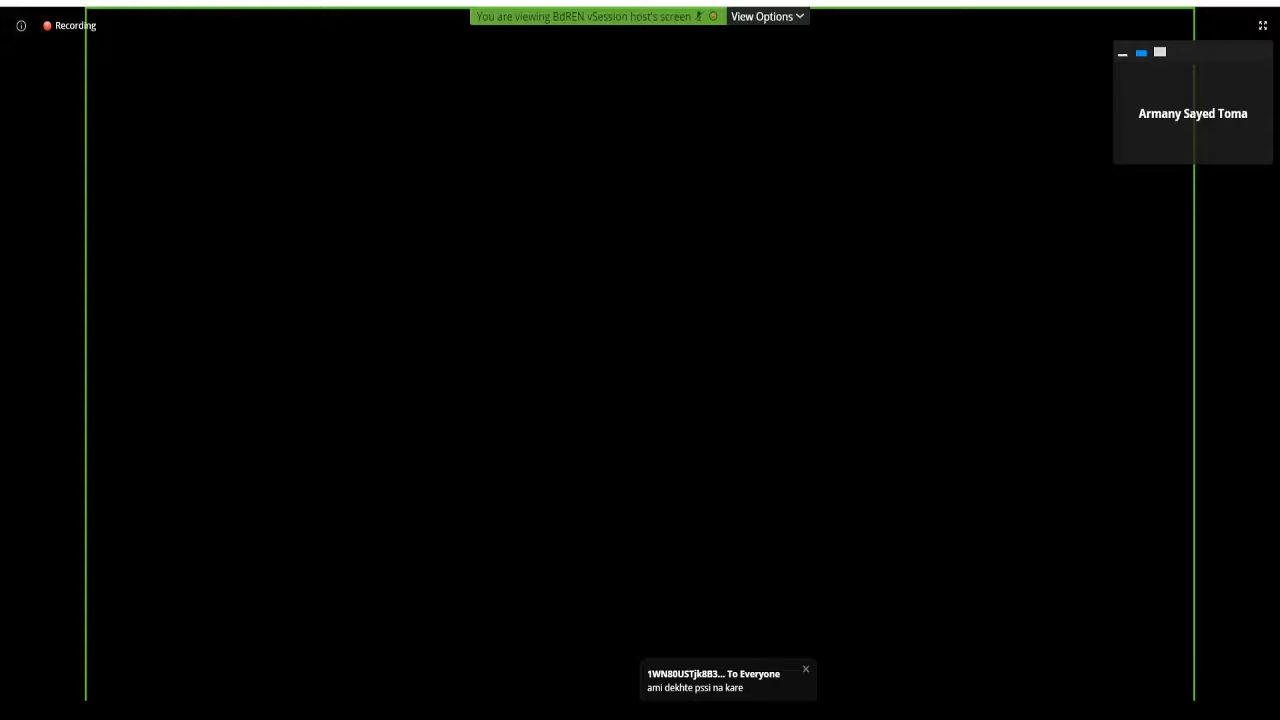 Recording
You are viewing BdREN vSession host's screen
View Options
Armany Sayed Toma
1WN80USTjk8B3... To Everyone
ami dekhte pssi na kare